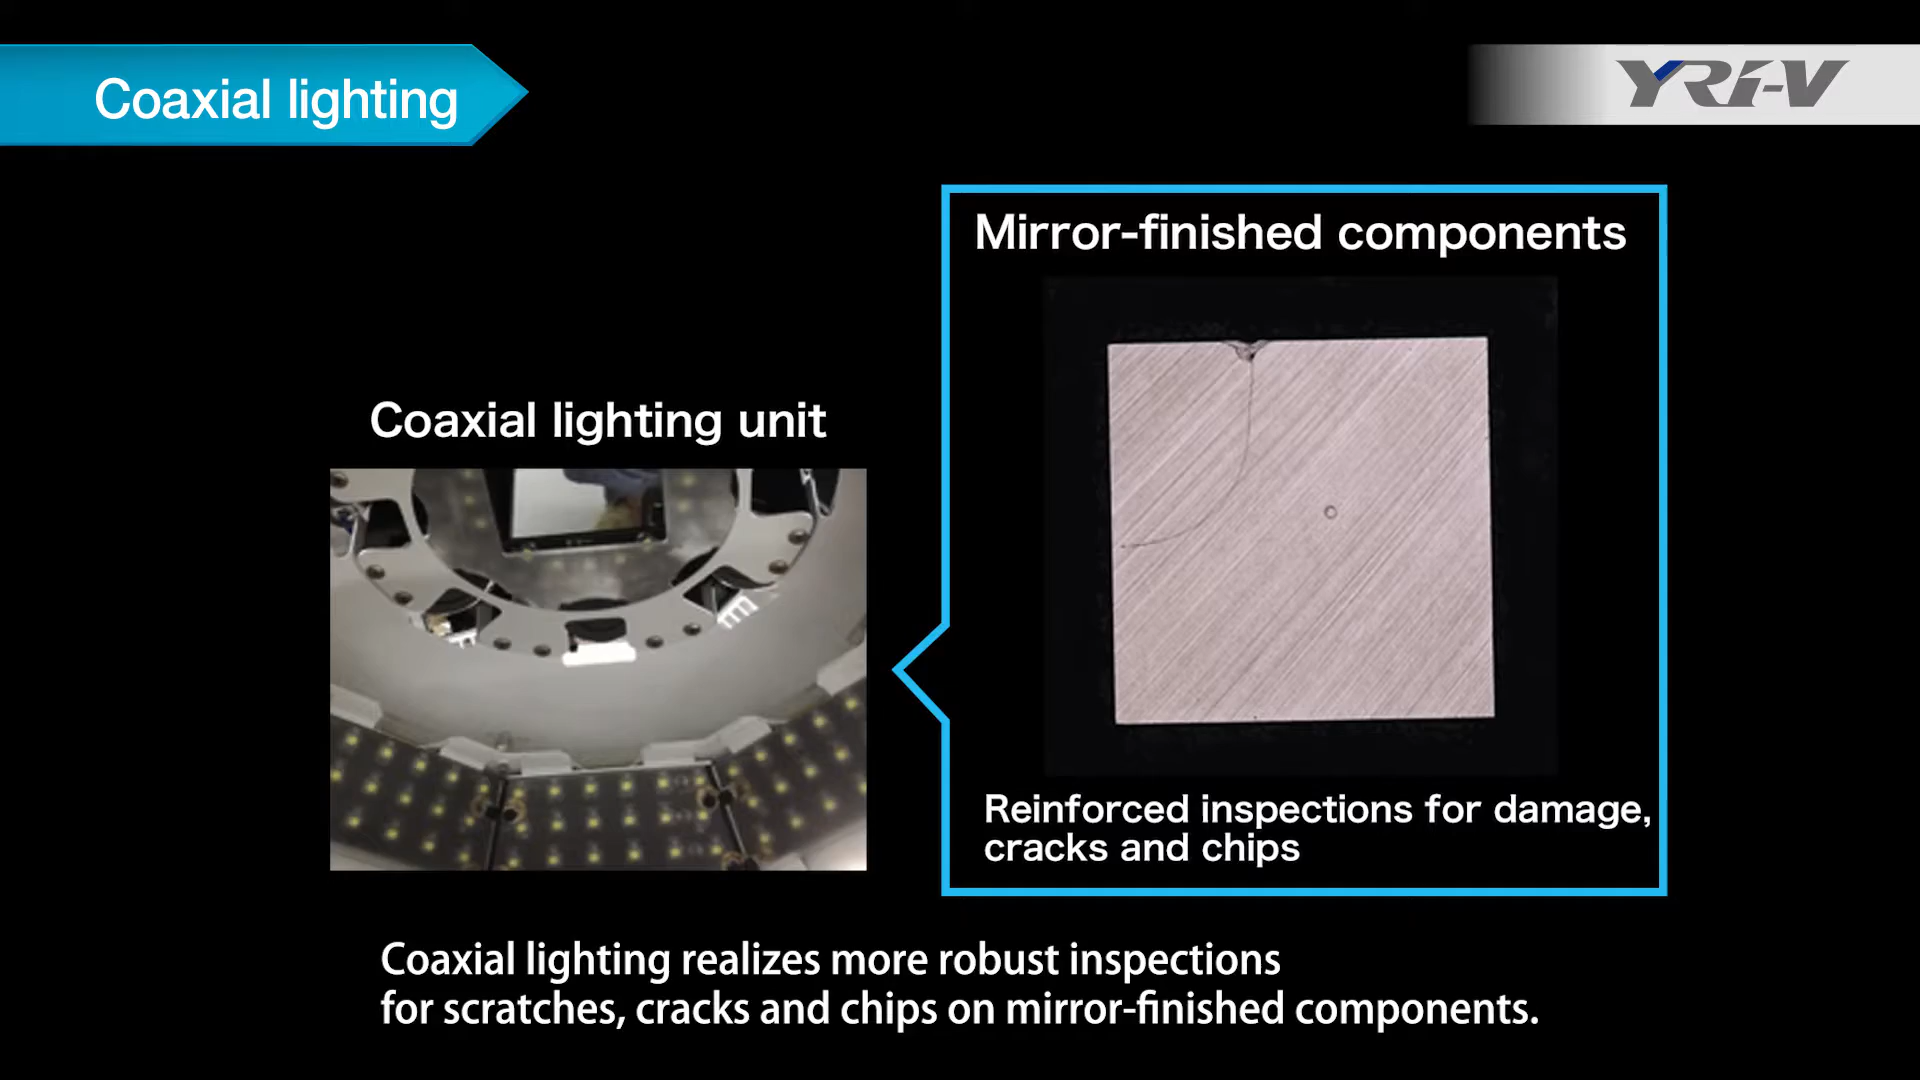 Coaxial lighting
YRi-V
Mirror-finished components
Coaxial lighting unit
Reinforced inspections for damage,
cracks and chips
Coaxial lighting realizes more robust inspections
for scratches, cracks and chips on mirror-finished components.